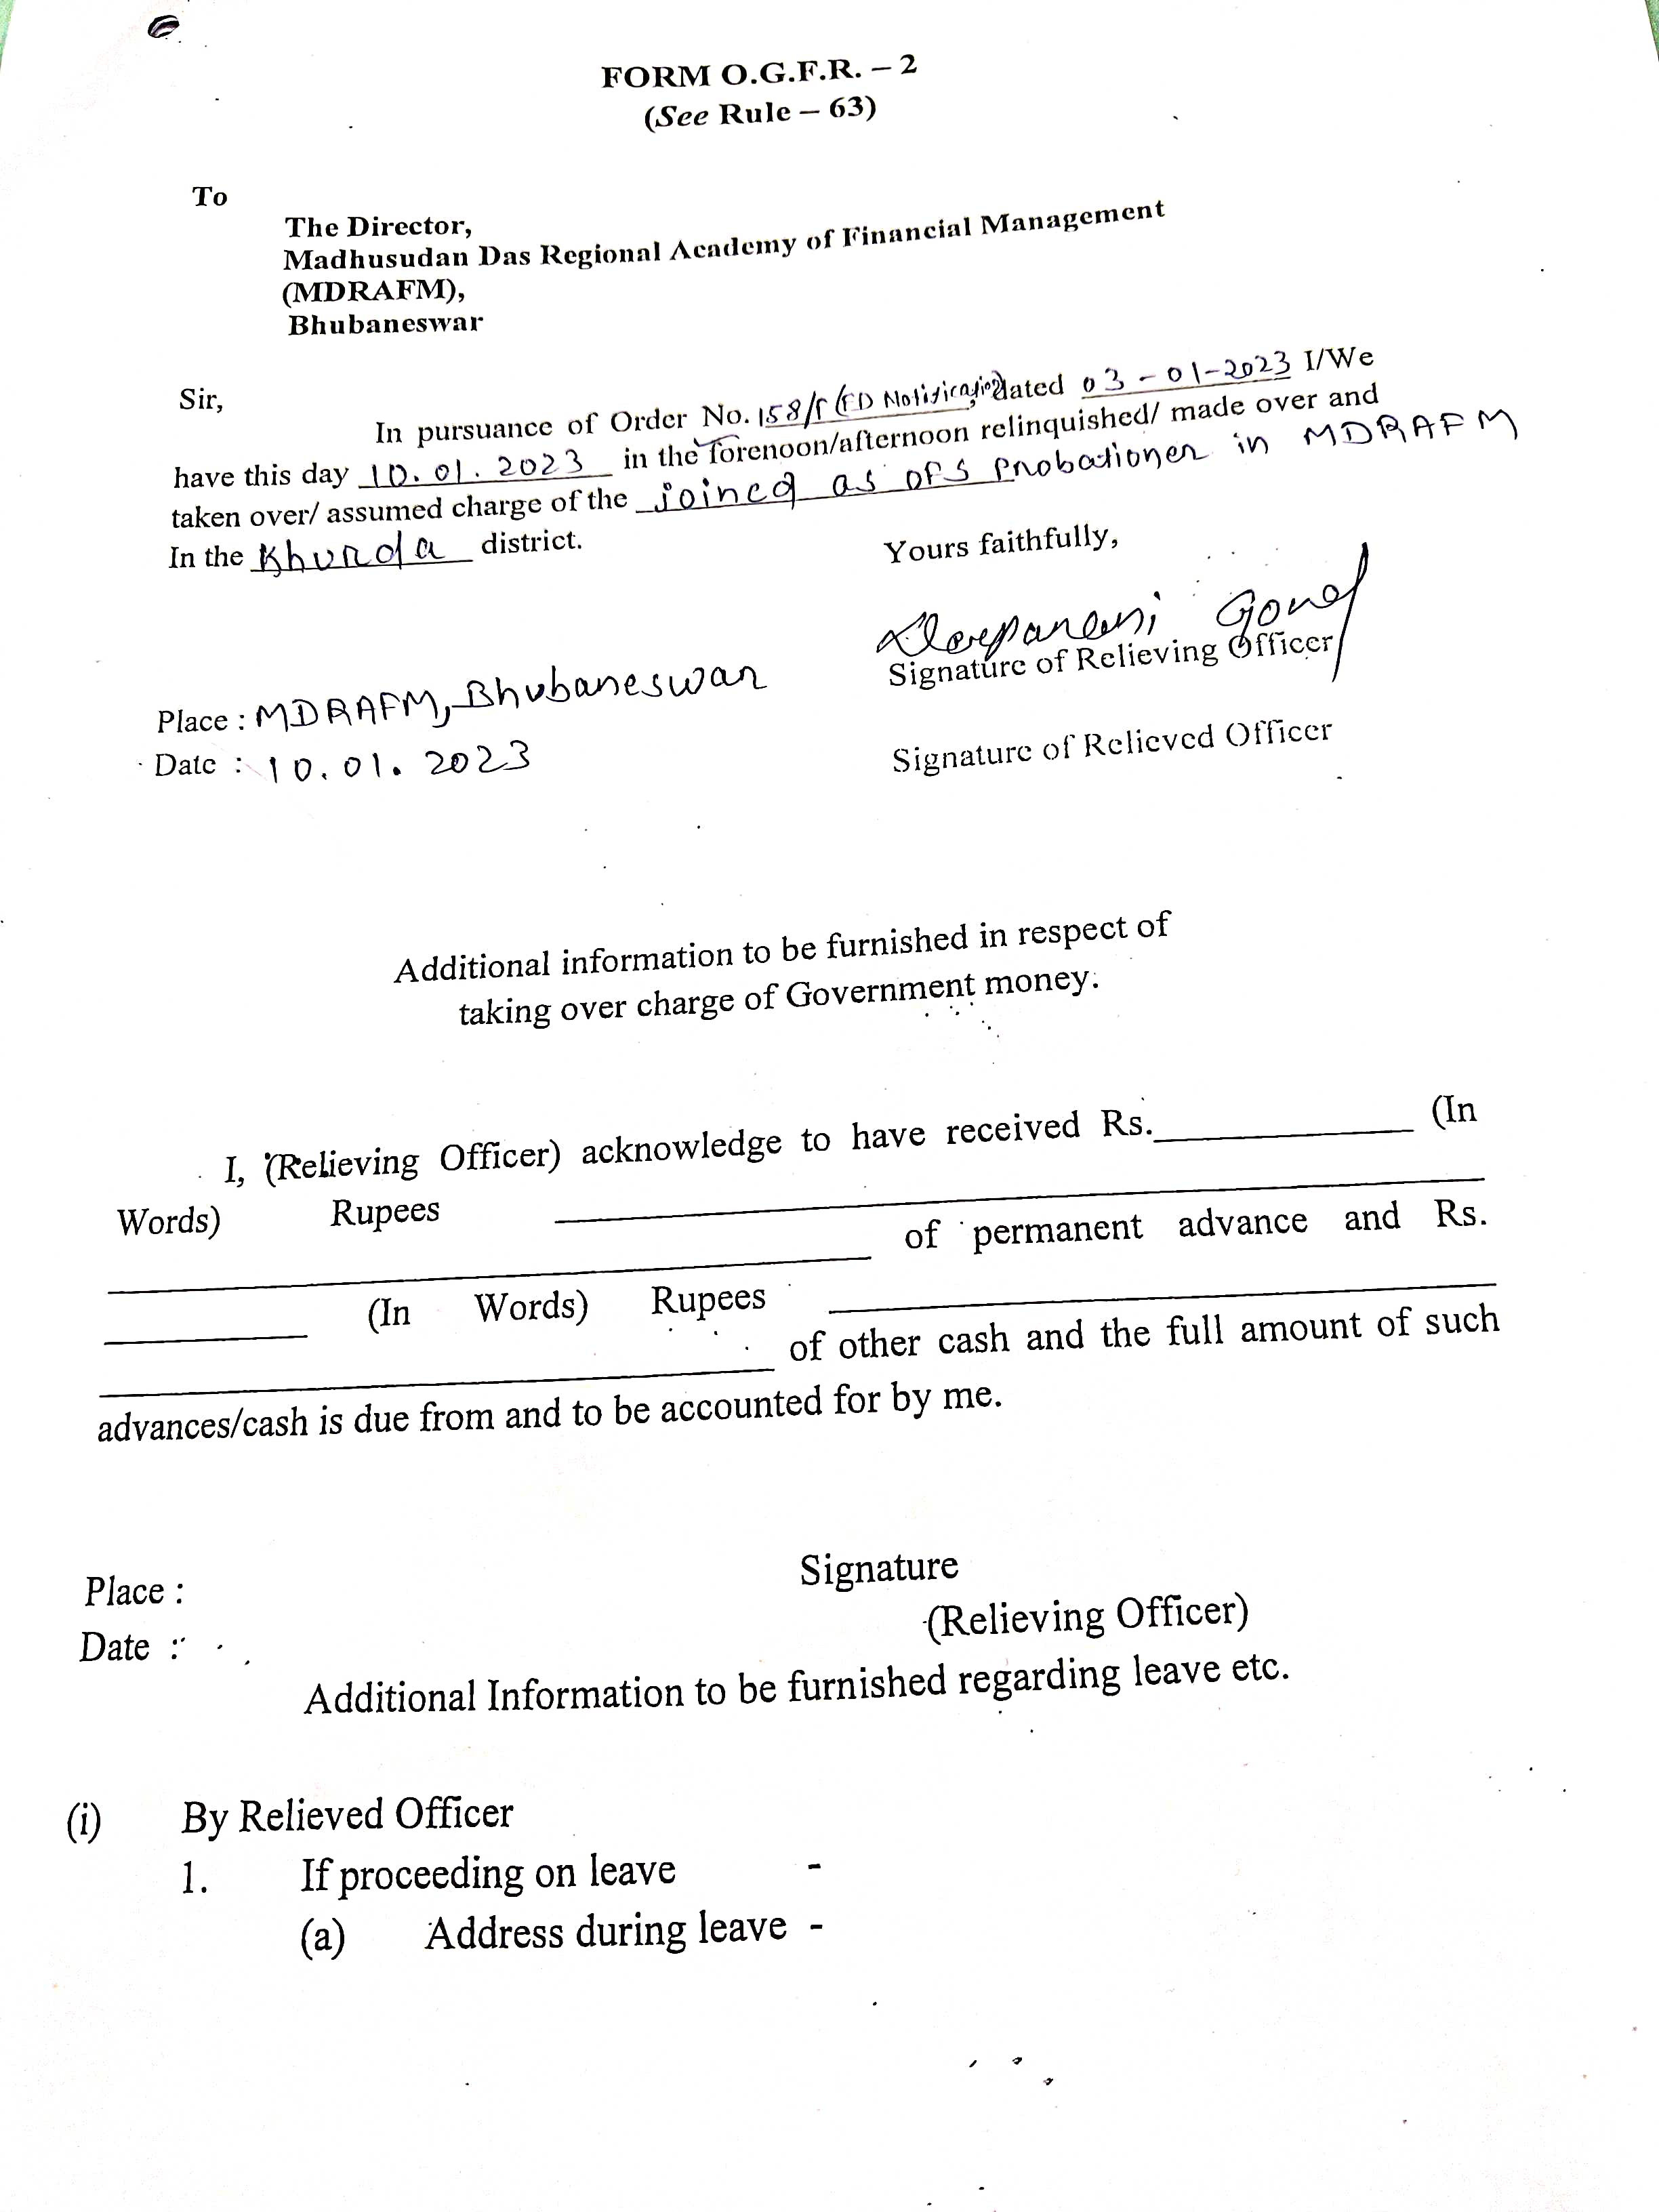 FORM O.G.F.R. – 2
(See Rule – 63)
To
The Director,
Madhusudan Das Regional Academy of Financial Management
(MDRAFM),
Bhubaneswar
Sir,
In pursuance of Order No. 158/F (FD Notification) dated 03-01-2023 I/We
have this day 10.01.2023 in the forenoon/afternoon relinquished/ made over and
taken over/ assumed charge of the joined as OFS Probationer in MDRAFM
In the Khurda district.
Yours faithfully,
Gond
Signature of Relieving Officer
Place : MDRAFM, Bhubaneswar
Date : 10.01.2023
Signature of Relieved Officer
Additional information to be furnished in respect of
taking over charge of Government money.
I, (Relieving Officer) acknowledge to have received Rs.____________ (In
Words) Rupees ____________
____________ of permanent advance and Rs.
____________ (In Words) Rupees ____________
____________ of other cash and the full amount of such
advances/cash is due from and to be accounted for by me.
Signature
Place :
(Relieving Officer)
Date :
Additional Information to be furnished regarding leave etc.
(i) By Relieved Officer
1. If proceeding on leave -
(a) Address during leave -